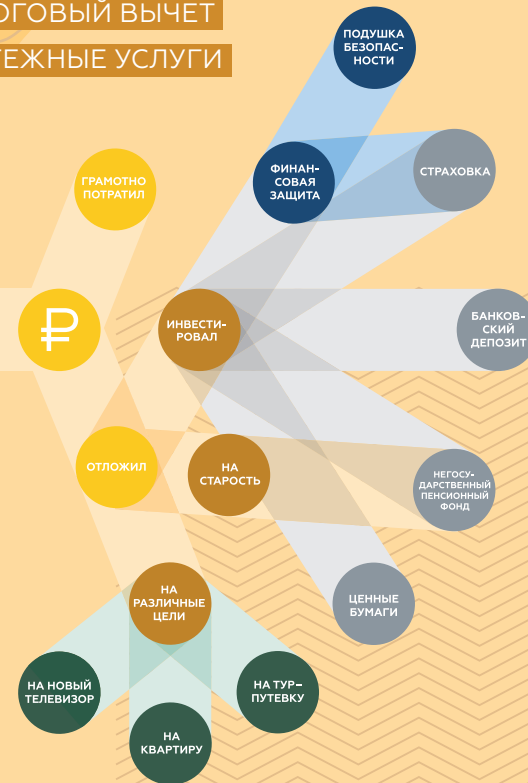 ОГОВЫЙ ВЫЧЕТ
ТЕЖНЫЕ УСЛУГИ
ПОДУШКА
БЕЗОПАС-
НОСТИ
ФИНАН-
СОВАЯ
ЗАЩИТА
СТРАХОВКА
ГРАМОТНО
ПОТРАТИЛ
₽
ИНВЕСТИ-
РОВАЛ
БАНКОВ-
СКИЙ
ДЕПОЗИТ
ОТЛОЖИЛ
НА
СТАРОСТЬ
НЕГОСУ-
ДАРСТВЕННЫЙ
ПЕНСИОННЫЙ
ФОНД
НА
РАЗЛИЧНЫЕ
ЦЕЛИ
ЦЕННЫЕ
БУМАГИ
НА НОВЫЙ
ТЕЛЕВИЗОР
НА
КВАРТИРУ
НА ТУР–
ПУТЕВКУ